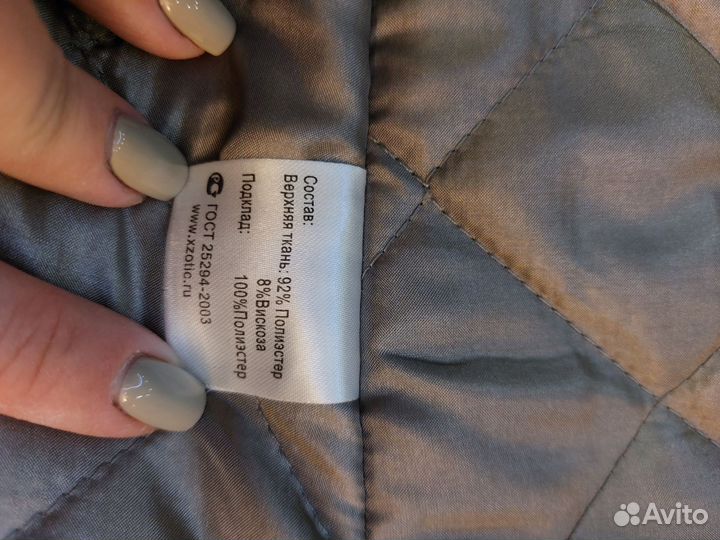 Состав:
Верхняя ткань: 92% Полиэстер
8%Вискоза
Подклад: 100%Полиэстер
ГОСТ 25294-2003
www.xzotic.ru
Avito